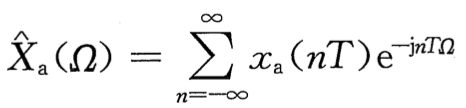 X̂ₐ(Ω) = ∑_{n=−∞}^{∞} xₐ(nT)e^{−jnTΩ}